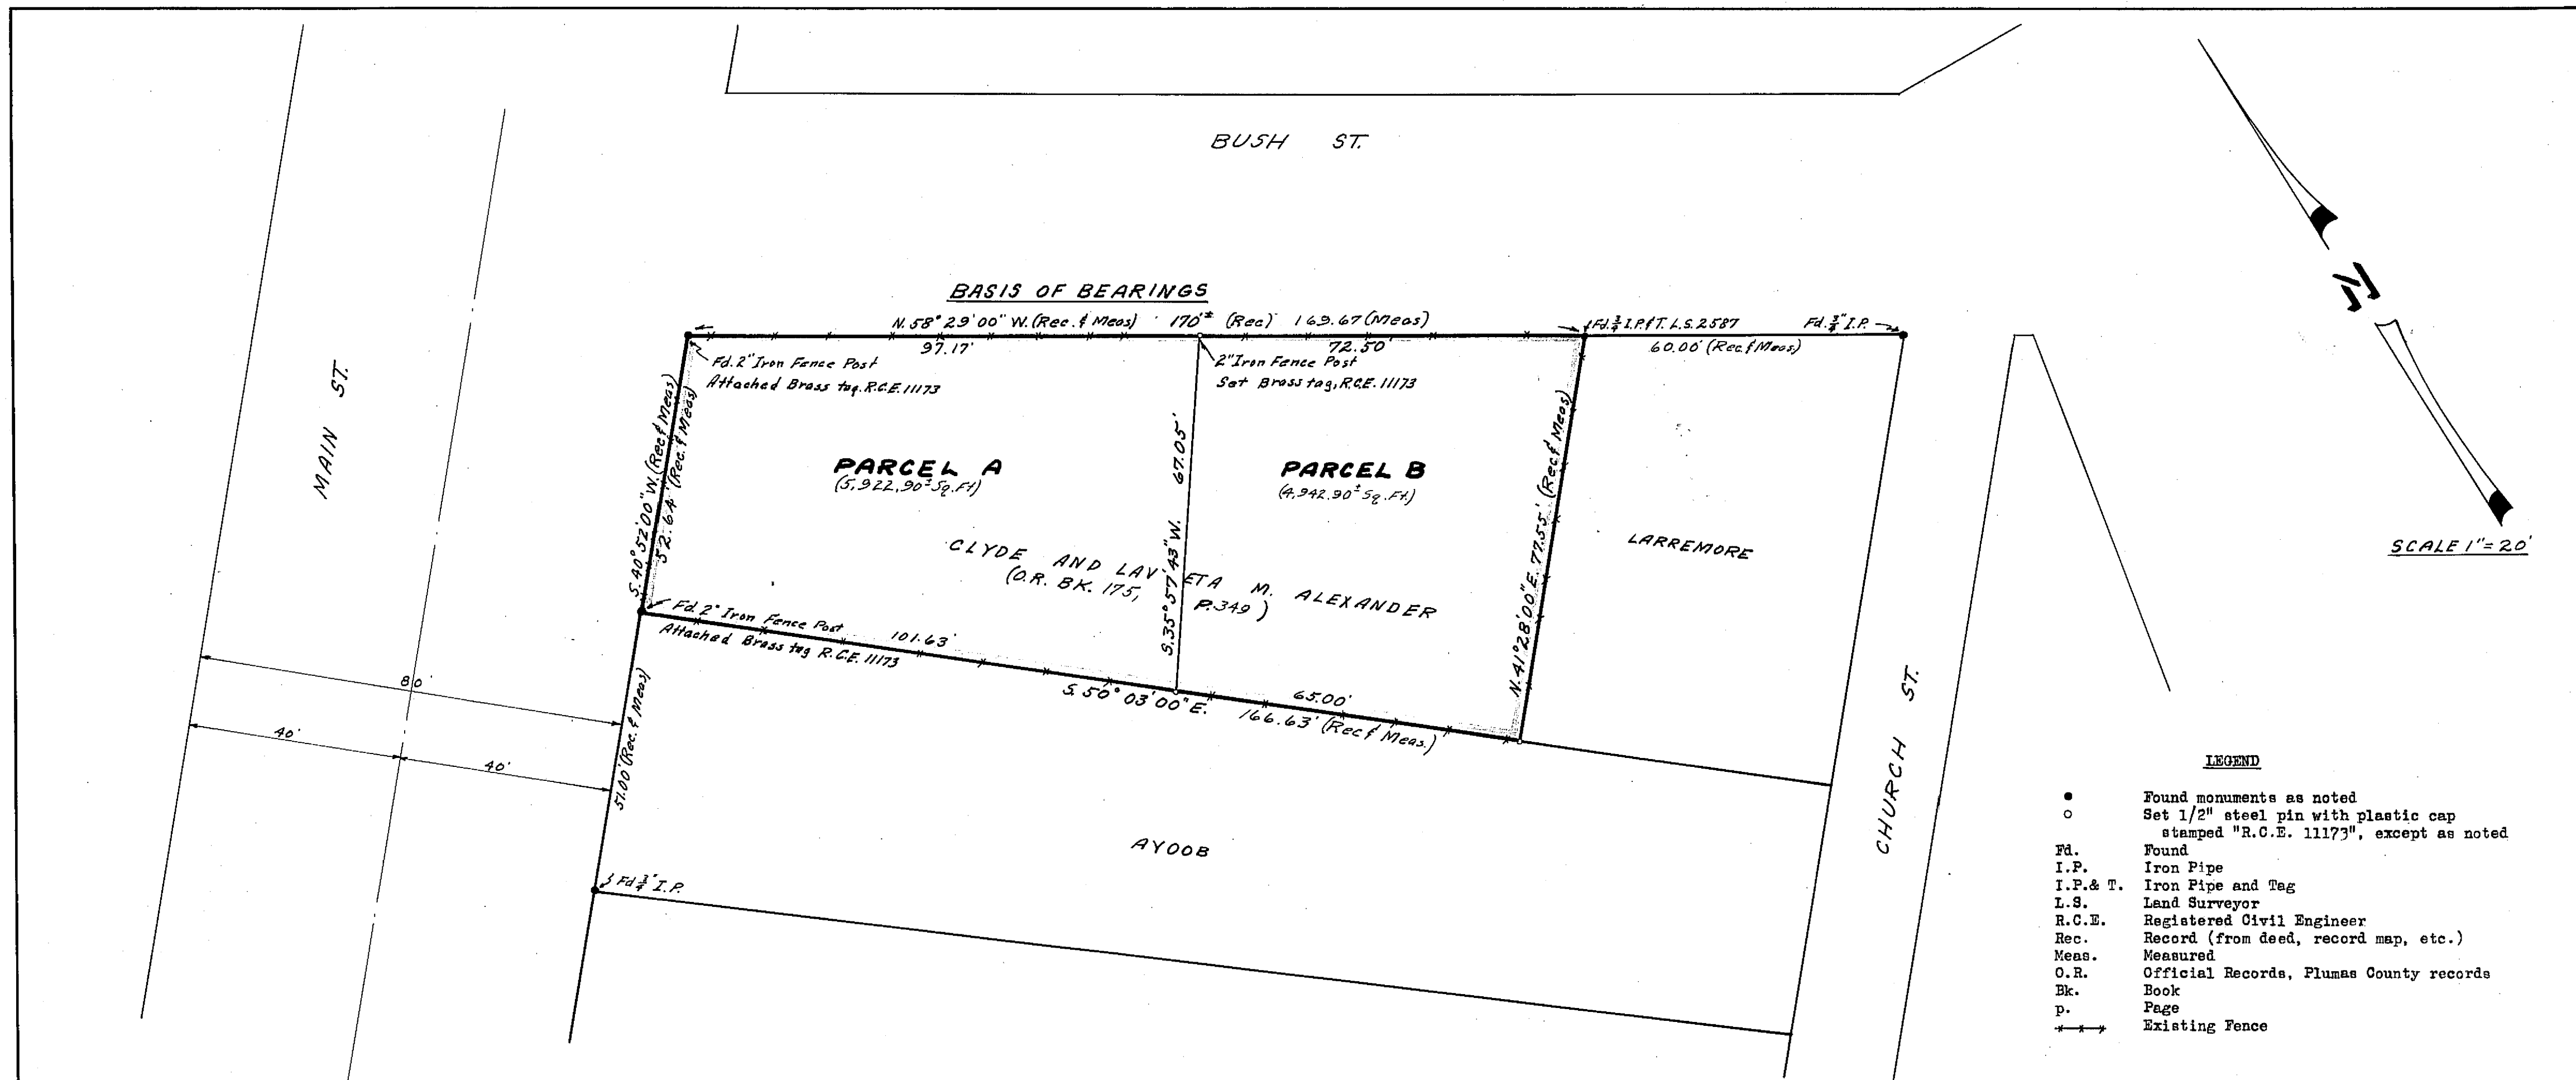 BUSH ST.
MAIN ST.
BASIS OF BEARINGS
N. 58° 29' 00" W. (Rec. & Meas) 170'± (Rec) 169.67 (Meas)
Fd. 3/4 I.P. & T. L.S. 2587
Fd. 3/4" I.P.
97.17'
72.50'
60.00' (Rec. & Meas)
Fd. 2" Iron Fence Post
Attached Brass tag. R.C.E. 11173
2" Iron Fence Post
Set Brass tag, R.C.E. 11173
S. 40° 52' 00" W. (Rec & Meas)
52.64' (Rec. & Meas)
PARCEL A
(5,922.90± Sq. Ft)
S. 35° 57' 43" W. 67.05'
PARCEL B
(4,942.90± Sq. Ft.)
N. 41° 28' 00" E. 77.55' (Rec & Meas)
LARREMORE
CLYDE AND LAV'ETA M. ALEXANDER
(O.R. BK. 175, P. 349)
Fd. 2" Iron Fence Post
Attached Brass tag R.C.E. 11173
101.63'
S. 50° 03' 00" E.
65.00'
166.63' (Rec & Meas.)
80'
40'
40'
51.00' (Rec. & Meas)
Fd 3/4" I.P.
AYOOB
CHURCH ST.
N
SCALE 1" = 20'
LEGEND
Found monuments as noted
Set 1/2" steel pin with plastic cap
stamped "R.C.E. 11173", except as noted
Fd. Found
I.P. Iron Pipe
I.P.& T. Iron Pipe and Tag
L.S. Land Surveyor
R.C.E. Registered Civil Engineer
Rec. Record (from deed, record map, etc.)
Meas. Measured
O.R. Official Records, Plumas County records
Bk. Book
p. Page
Existing Fence